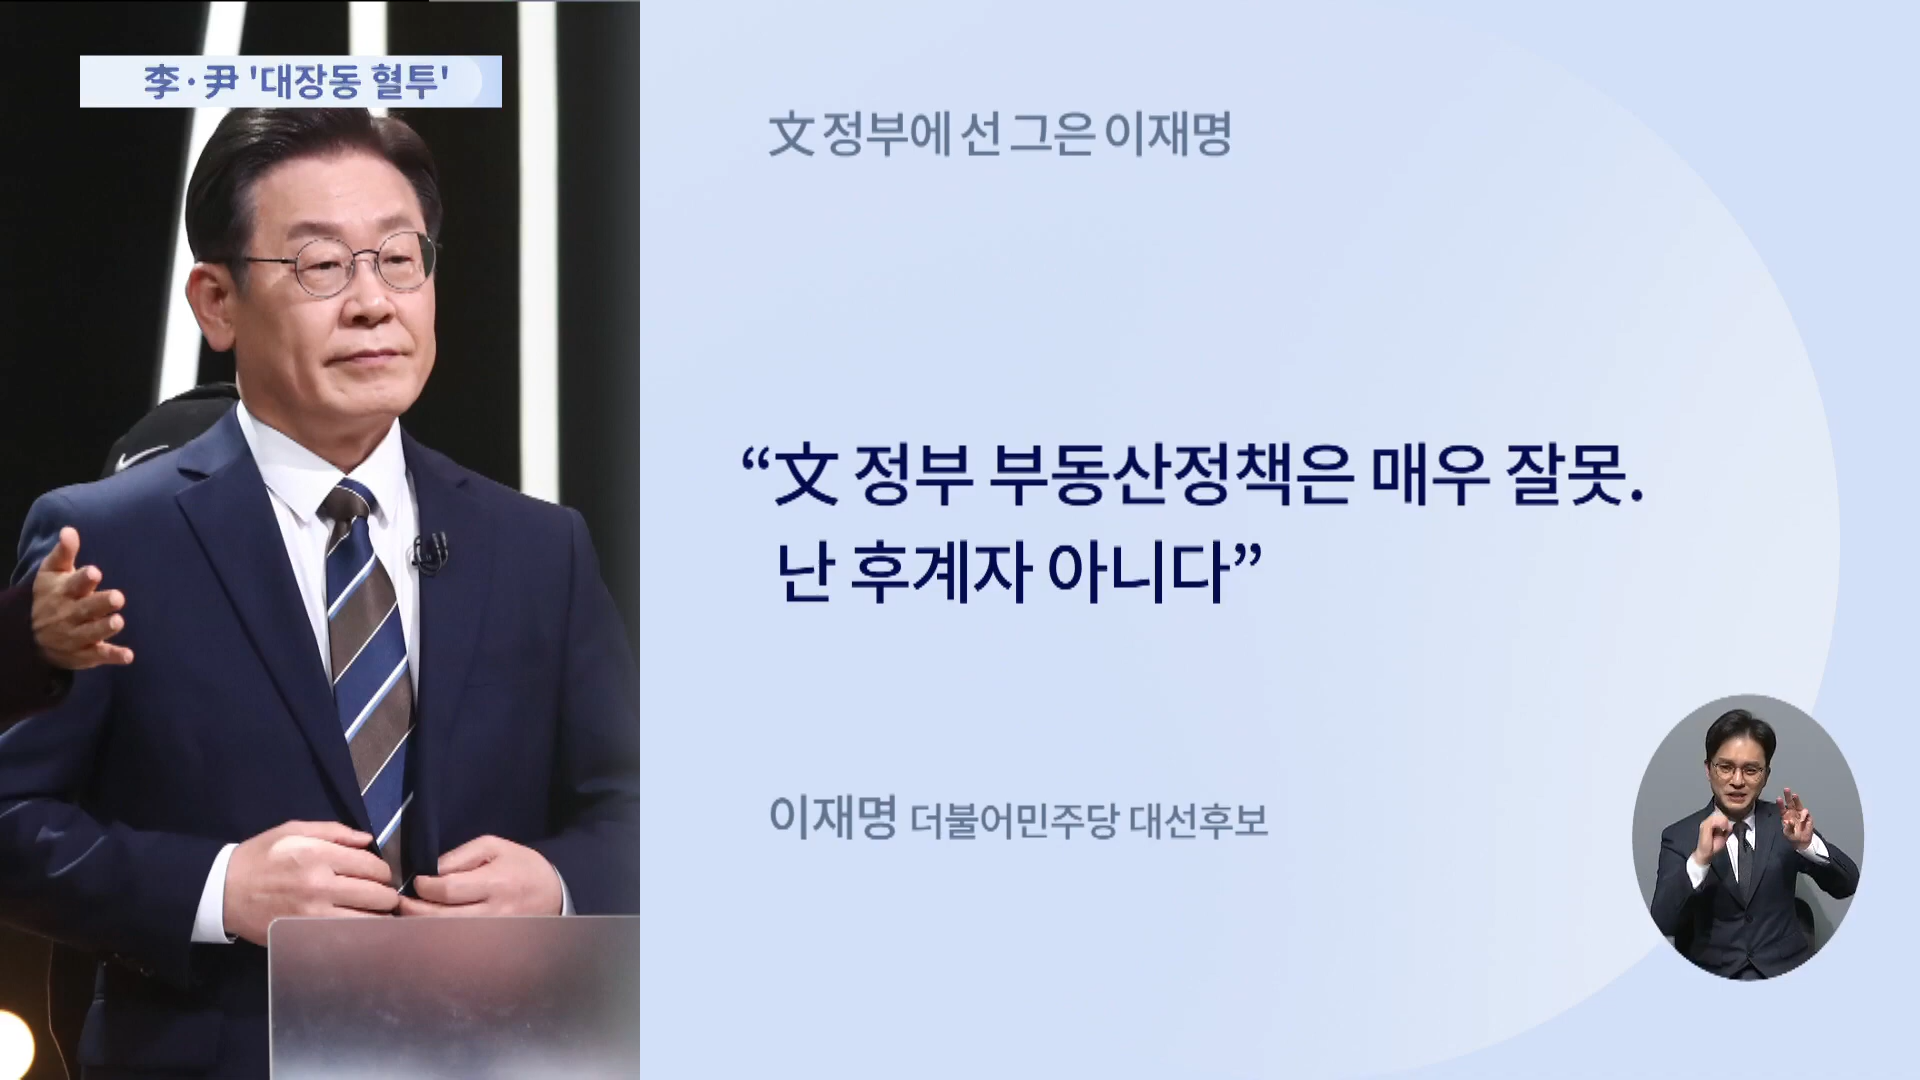 李·尹 '대장동 혈투'
文 정부에 선 그은 이재명
“文 정부 부동산정책은 매우 잘못.
난 후계자 아니다”
이재명 더불어민주당 대선후보